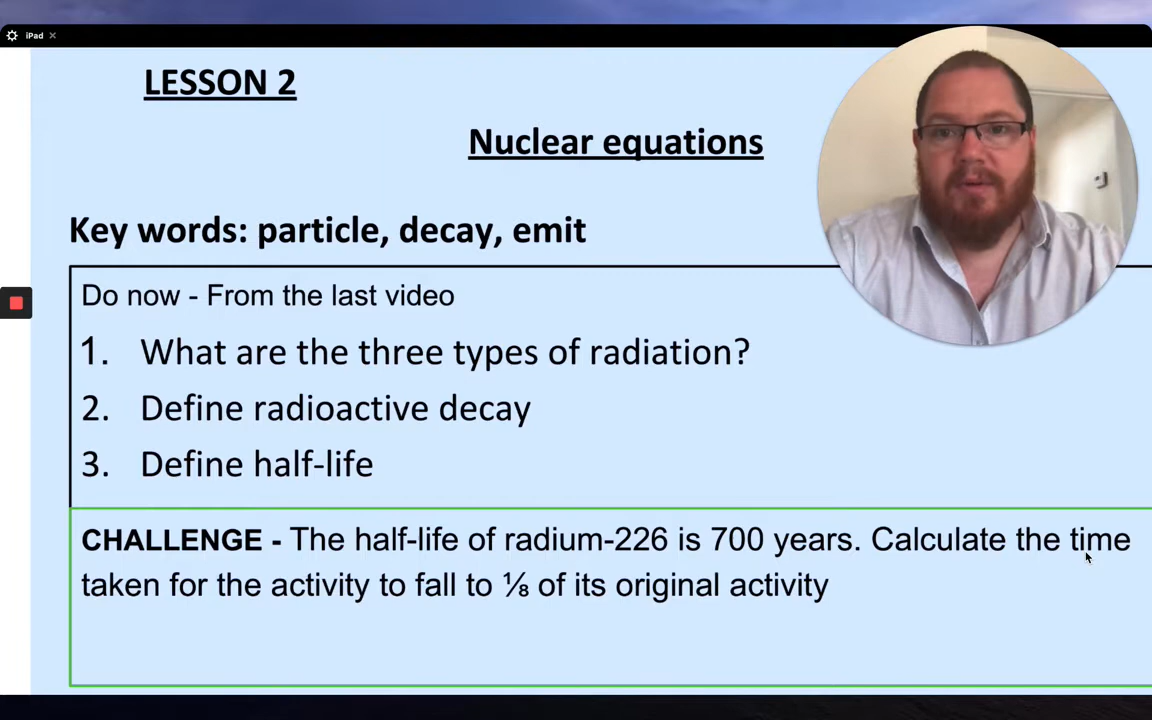 iPad
LESSON 2
Nuclear equations
Key words: particle, decay, emit
Do now - From the last video
1. What are the three types of radiation?
2. Define radioactive decay
3. Define half-life
CHALLENGE - The half-life of radium-226 is 700 years. Calculate the time
taken for the activity to fall to ⅛ of its original activity